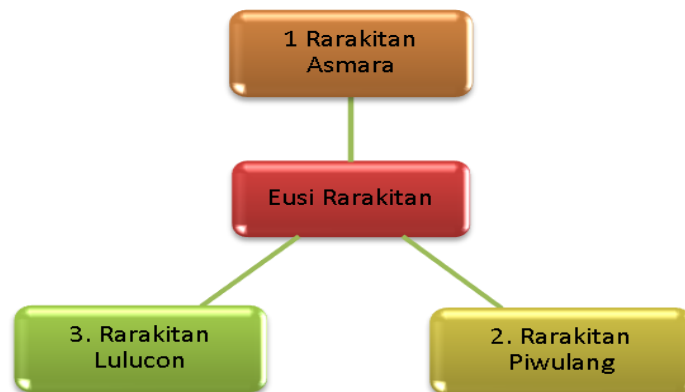 1 Rarakitan
Asmara
Eusi Rarakitan
3. Rarakitan
Lulucon
2. Rarakitan
Piwulang